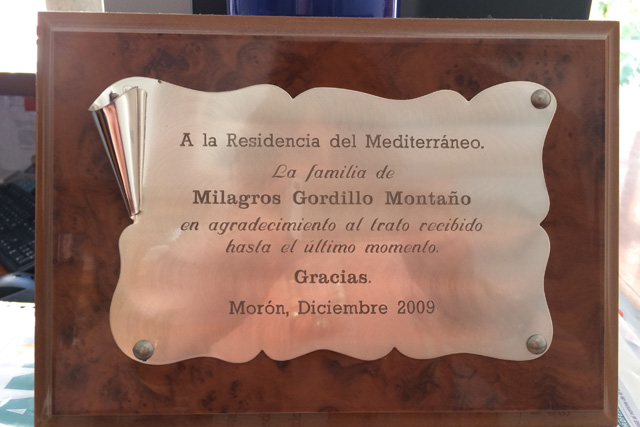 A la Residencia del Mediterráneo.
La familia de
Milagros Gordillo Montaño
en agradecimiento al trato recibido
hasta el último momento.
Gracias.
Morón, Diciembre 2009